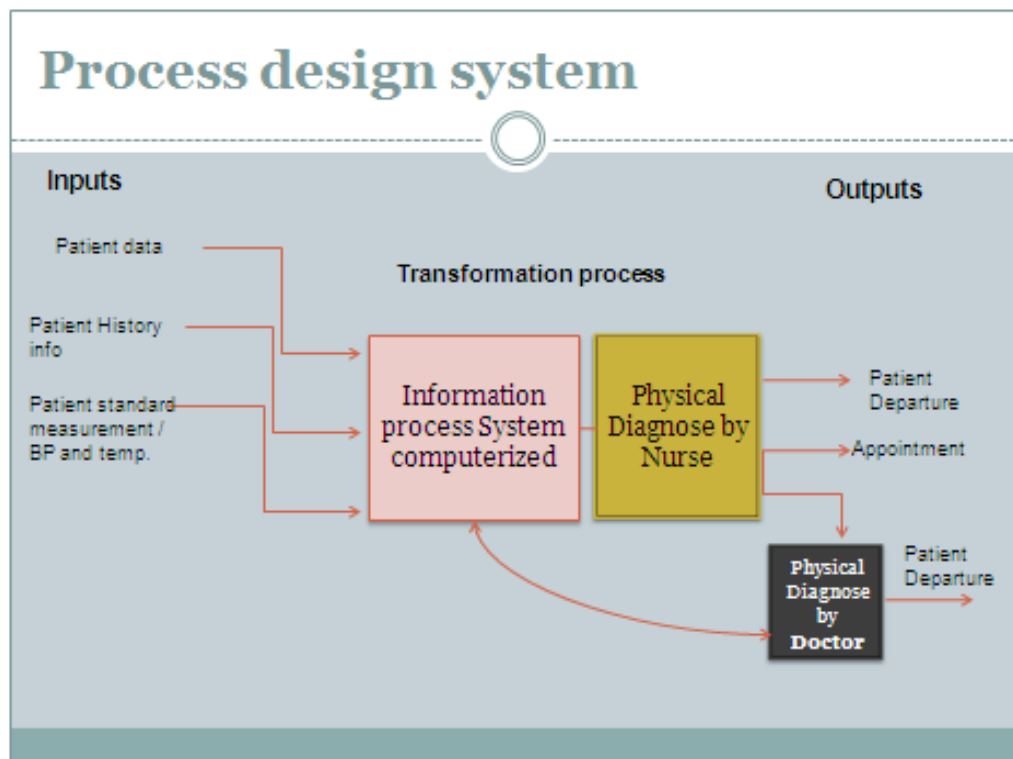 Process design system
Inputs
Outputs
Patient data
Transformation process
Patient History
info
Patient standard
measurement /
BP and temp.
Information
process System
computerized
Physical
Diagnose by
Nurse
Patient
Departure
Appointment
Physical
Diagnose
by
Doctor
Patient
Departure